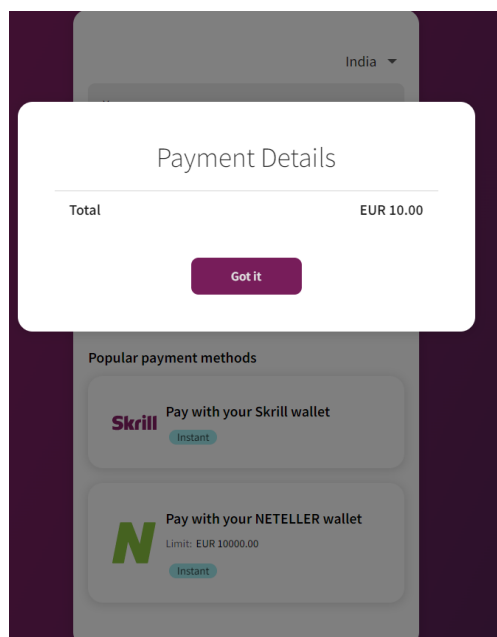 India
Payment Details
Total EUR 10.00
Got it
Popular payment methods
Skrill Pay with your Skrill wallet
Instant
N Pay with your NETELLER wallet
Limit: EUR 10000.00
Instant